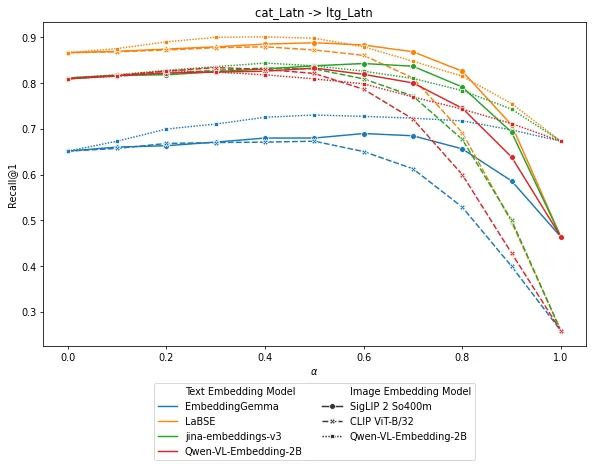 cat_Latn -> ltg_Latn
Recall@1
0.9
0.8
0.7
0.6
0.5
0.4
0.3
0.0
0.2
0.4
0.6
0.8
1.0
α
Text Embedding Model
EmbeddingGemma
LaBSE
jina-embeddings-v3
Qwen-VL-Embedding-2B
Image Embedding Model
SigLIP 2 So400m
CLIP ViT-B/32
Qwen-VL-Embedding-2B